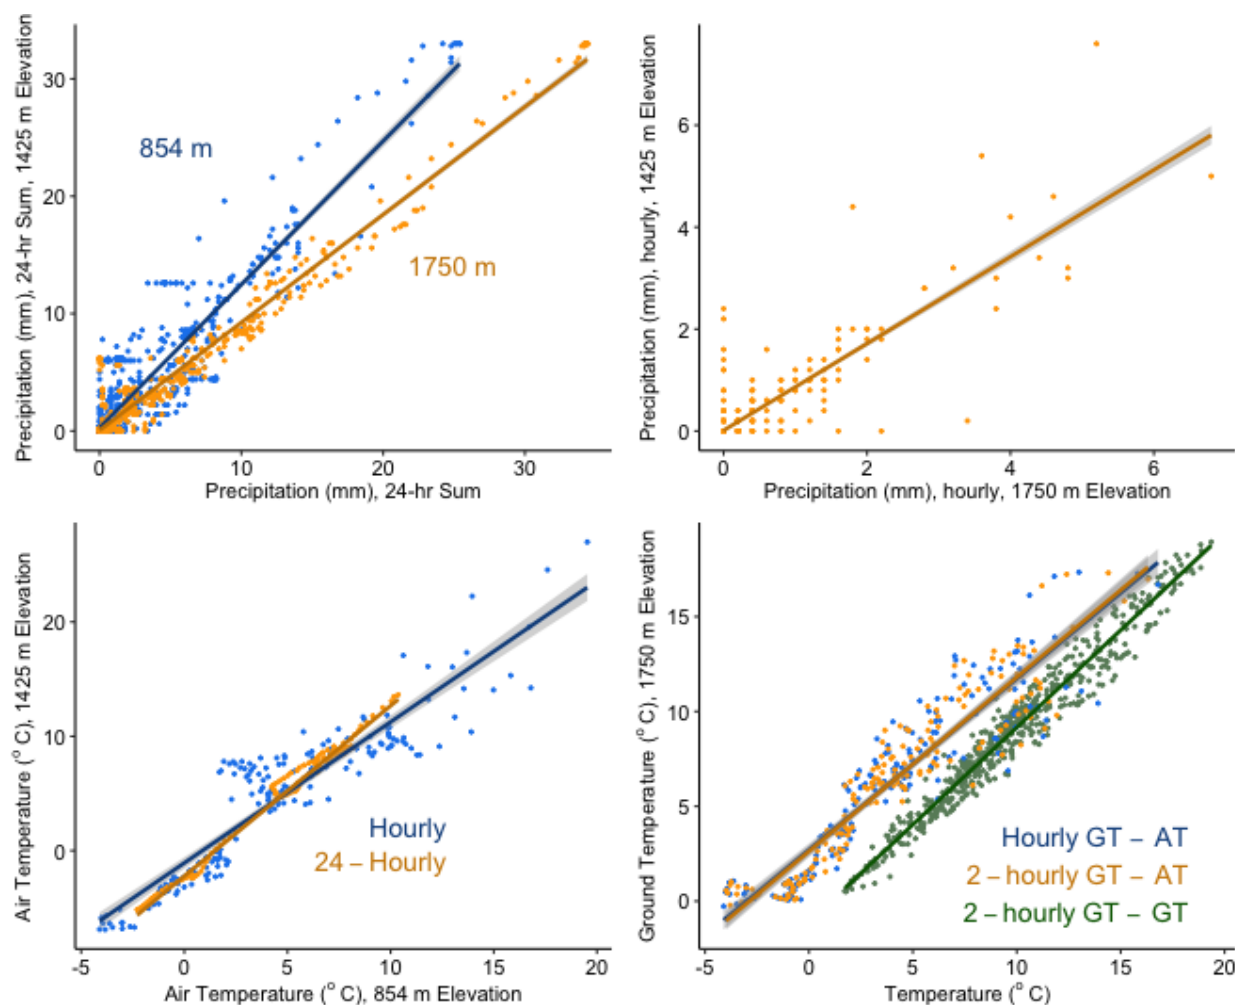 Precipitation (mm), 24-hr Sum, 1425 m Elevation
30
20
10
0
854 m
1750 m
0 10 20 30
Precipitation (mm), 24-hr Sum
Precipitation (mm), hourly, 1425 m Elevation
6
4
2
0
0 2 4 6
Precipitation (mm), hourly, 1750 m Elevation
Air Temperature (° C), 1425 m Elevation
20
10
0
Hourly
24 – Hourly
-5 0 5 10 15 20
Air Temperature (° C), 854 m Elevation
Ground Temperature (° C), 1750 m Elevation
15
10
5
0
Hourly GT – AT
2 – hourly GT – AT
2 – hourly GT – GT
-5 0 5 10 15 20
Temperature (° C)